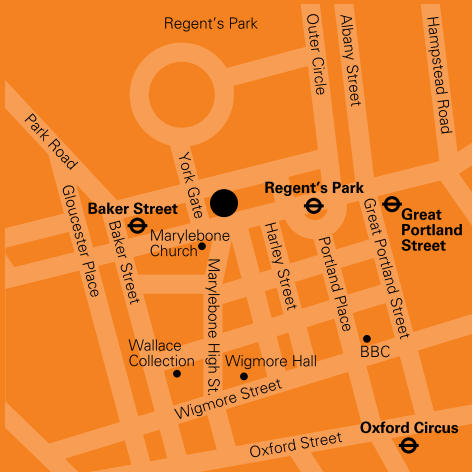 Regent's Park
Outer Circle
Albany Street
Hampstead Road
Park Road
York Gate
Regent's Park
Baker Street
Gloucester Place
Baker Street
Marylebone
Church
Great
Portland
Street
Great Portland Street
Harley Street
Portland Place
Marylebone High St.
Wallace
Collection
Wigmore Hall
BBC
Wigmore Street
Oxford Circus
Oxford Street